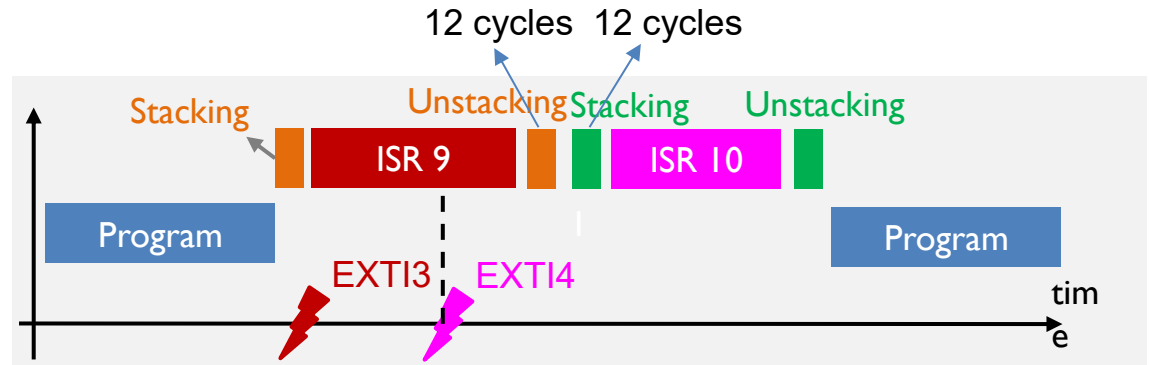 12 cycles 12 cycles
Stacking
Unstacking Stacking
Unstacking
ISR 9
ISR 10
Program
Program
EXTI3
EXTI4
tim
e